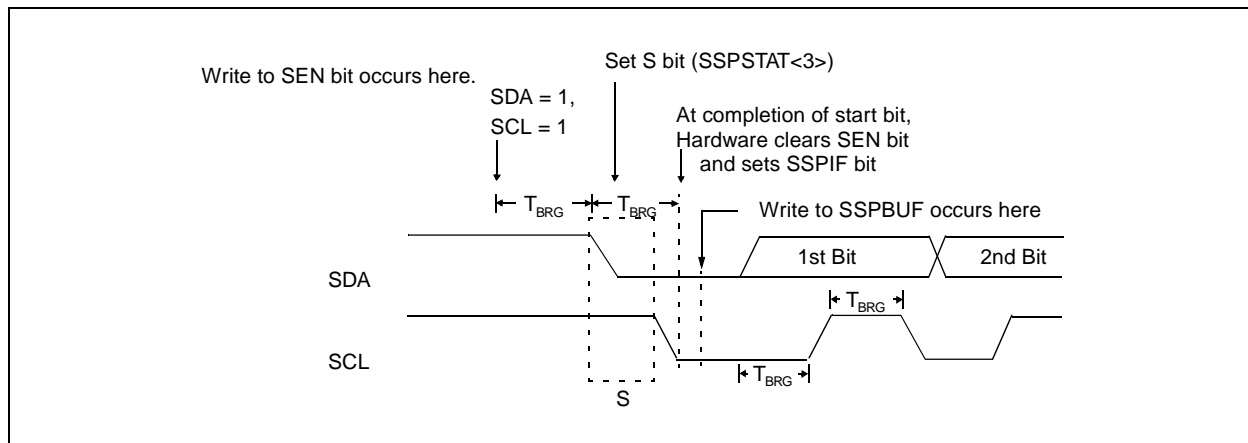 Set S bit (SSPSTAT<3>)
Write to SEN bit occurs here.
SDA = 1,
SCL = 1
At completion of start bit,
Hardware clears SEN bit
and sets SSPIF bit
TBRG
TBRG
Write to SSPBUF occurs here
1st Bit
2nd Bit
SDA
TBRG
SCL
TBRG
S